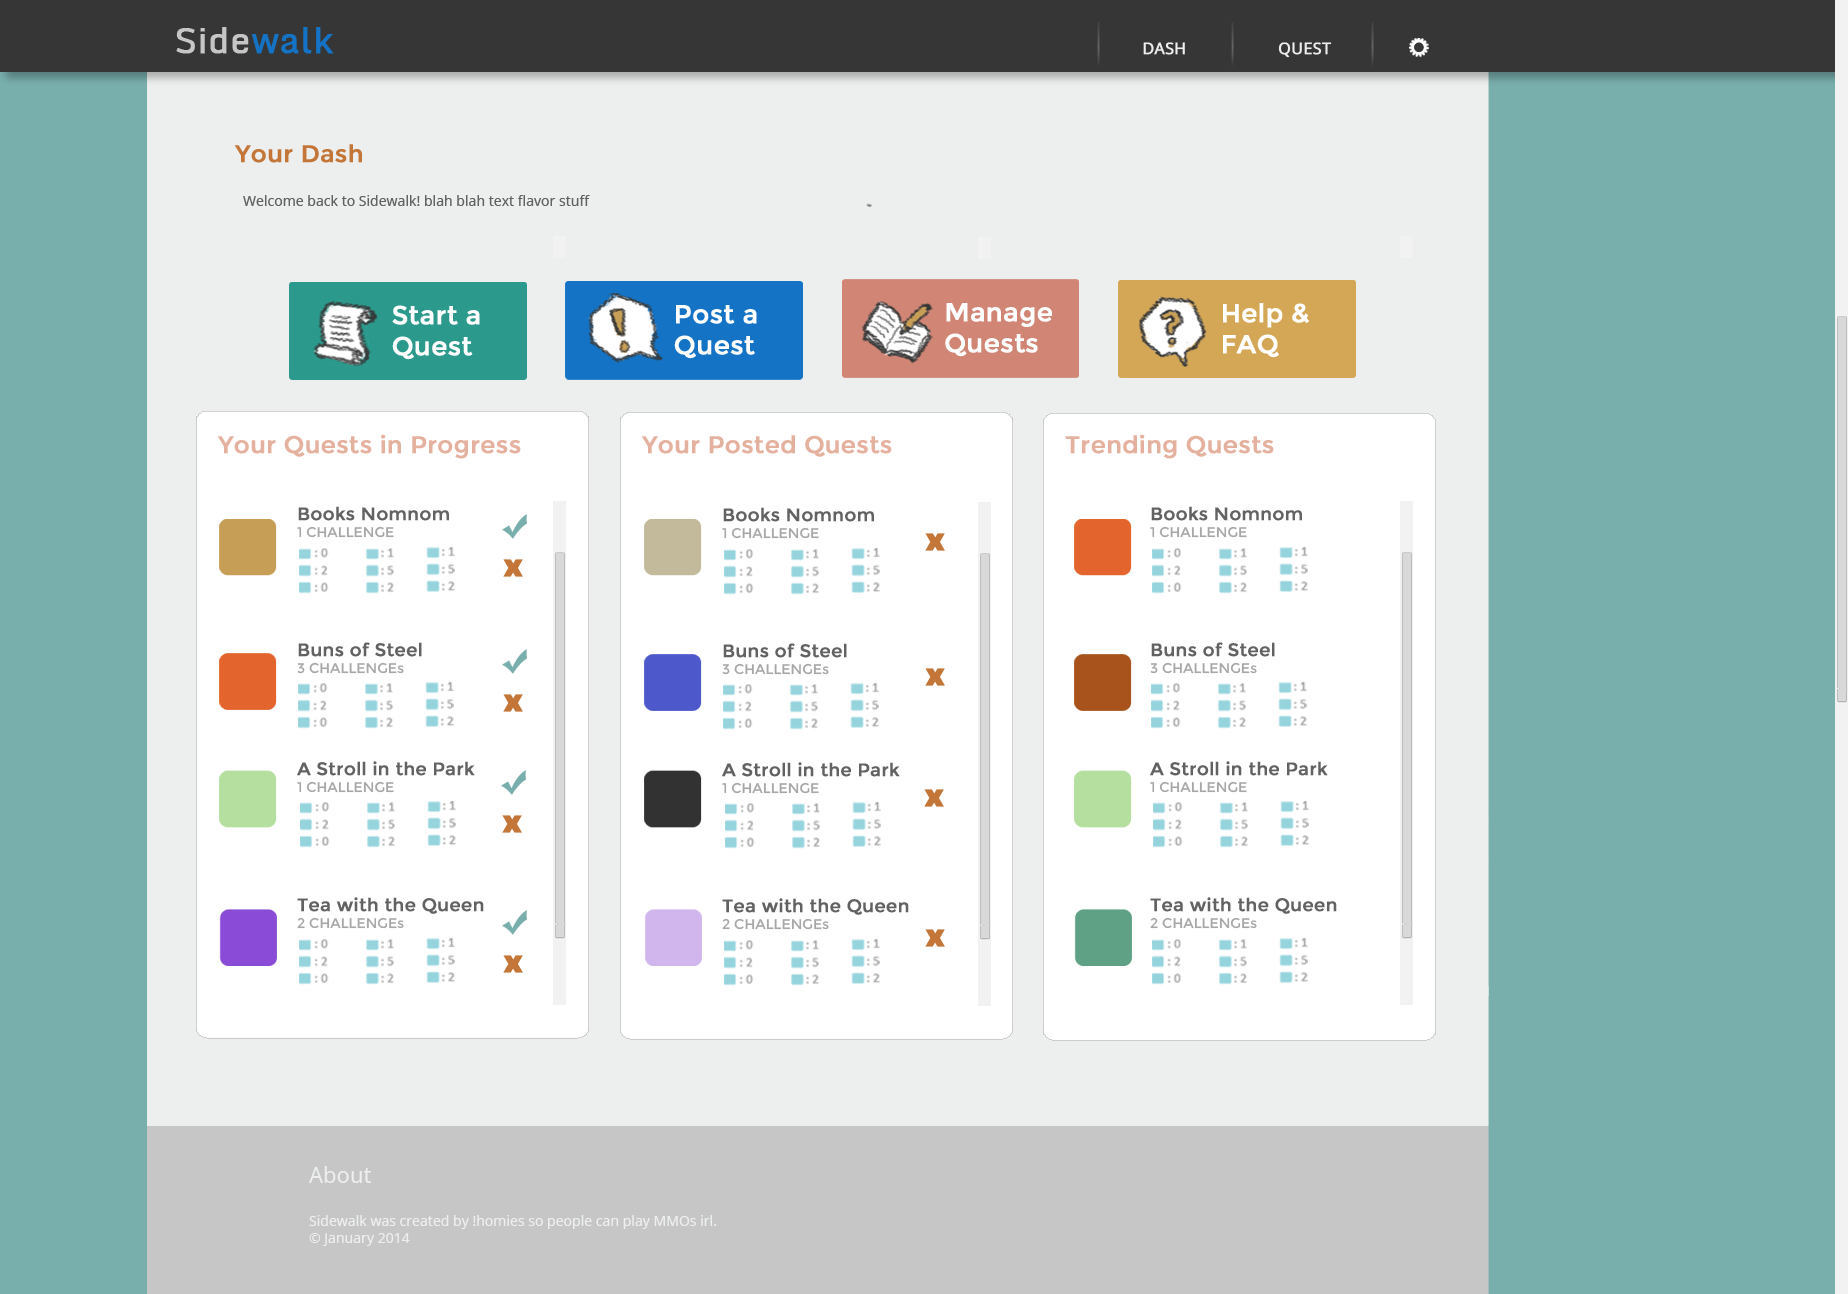 Sidewalk
DASH
QUEST
Your Dash
Welcome back to Sidewalk! blah blah text flavor stuff
Start a
Quest
Post a
Quest
Manage
Quests
Help &
FAQ
Your Quests in Progress
Books Nomnom
1 CHALLENGE
:0 :1 :1
:2 :5 :5
:0 :2 :2
Buns of Steel
3 CHALLENGEs
:0 :1 :1
:2 :5 :5
:0 :2 :2
A Stroll in the Park
1 CHALLENGE
:0 :1 :1
:2 :5 :5
:0 :2 :2
Tea with the Queen
2 CHALLENGEs
:0 :1 :1
:2 :5 :5
:0 :2 :2
Your Posted Quests
Books Nomnom
1 CHALLENGE
:0 :1 :1
:2 :5 :5
:0 :2 :2
Buns of Steel
3 CHALLENGEs
:0 :1 :1
:2 :5 :5
:0 :2 :2
A Stroll in the Park
1 CHALLENGE
:0 :1 :1
:2 :5 :5
:0 :2 :2
Tea with the Queen
2 CHALLENGEs
:0 :1 :1
:2 :5 :5
:0 :2 :2
Trending Quests
Books Nomnom
1 CHALLENGE
:0 :1 :1
:2 :5 :5
:0 :2 :2
Buns of Steel
3 CHALLENGEs
:0 :1 :1
:2 :5 :5
:0 :2 :2
A Stroll in the Park
1 CHALLENGE
:0 :1 :1
:2 :5 :5
:0 :2 :2
Tea with the Queen
2 CHALLENGEs
:0 :1 :1
:2 :5 :5
:0 :2 :2
About
Sidewalk was created by !homies so people can play MMOs irl.
© January 2014